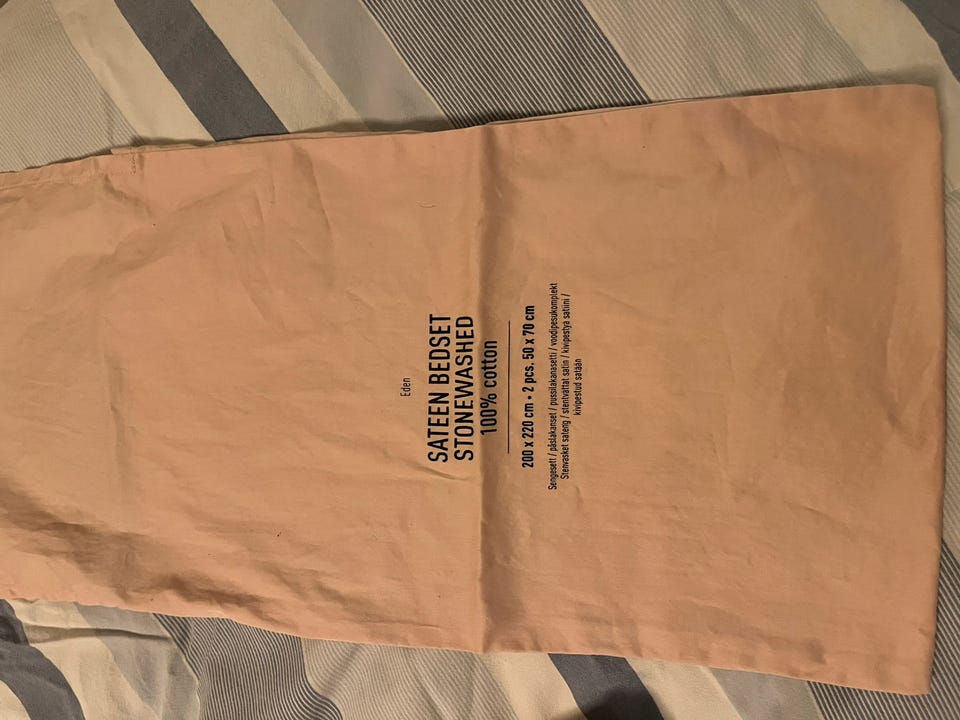 Eden
SATEEN BEDSET
STONEWASHED
100% cotton
200 x 220 cm • 2 pcs. 50 x 70 cm
Sengesett / påslakanset / pussilakanasetti / voodipesukomplekt
Stenvasket sateng / stentvättat satin / kivipestyä satiini /
kivipestud satään